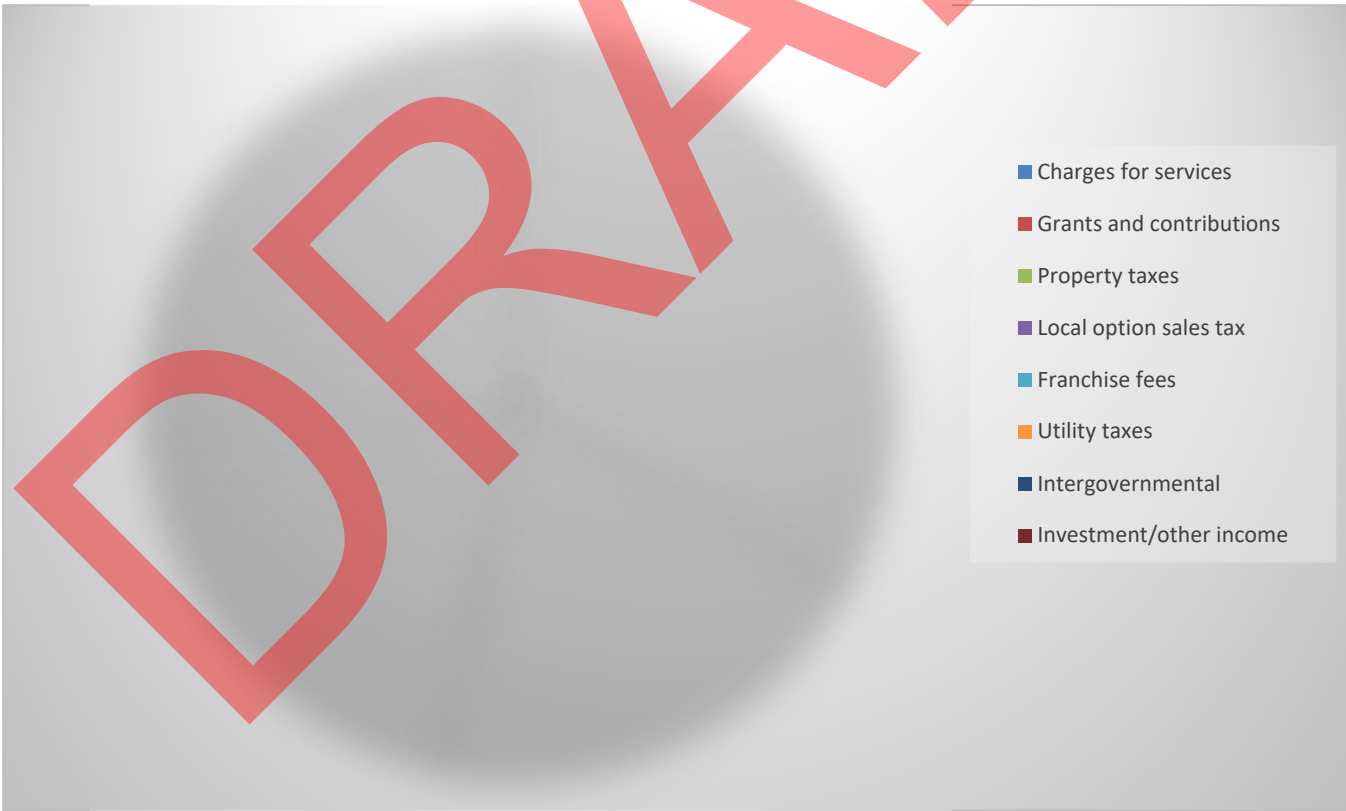 DRA
Charges for services
Grants and contributions
Property taxes
Local option sales tax
Franchise fees
Utility taxes
Intergovernmental
Investment/other income